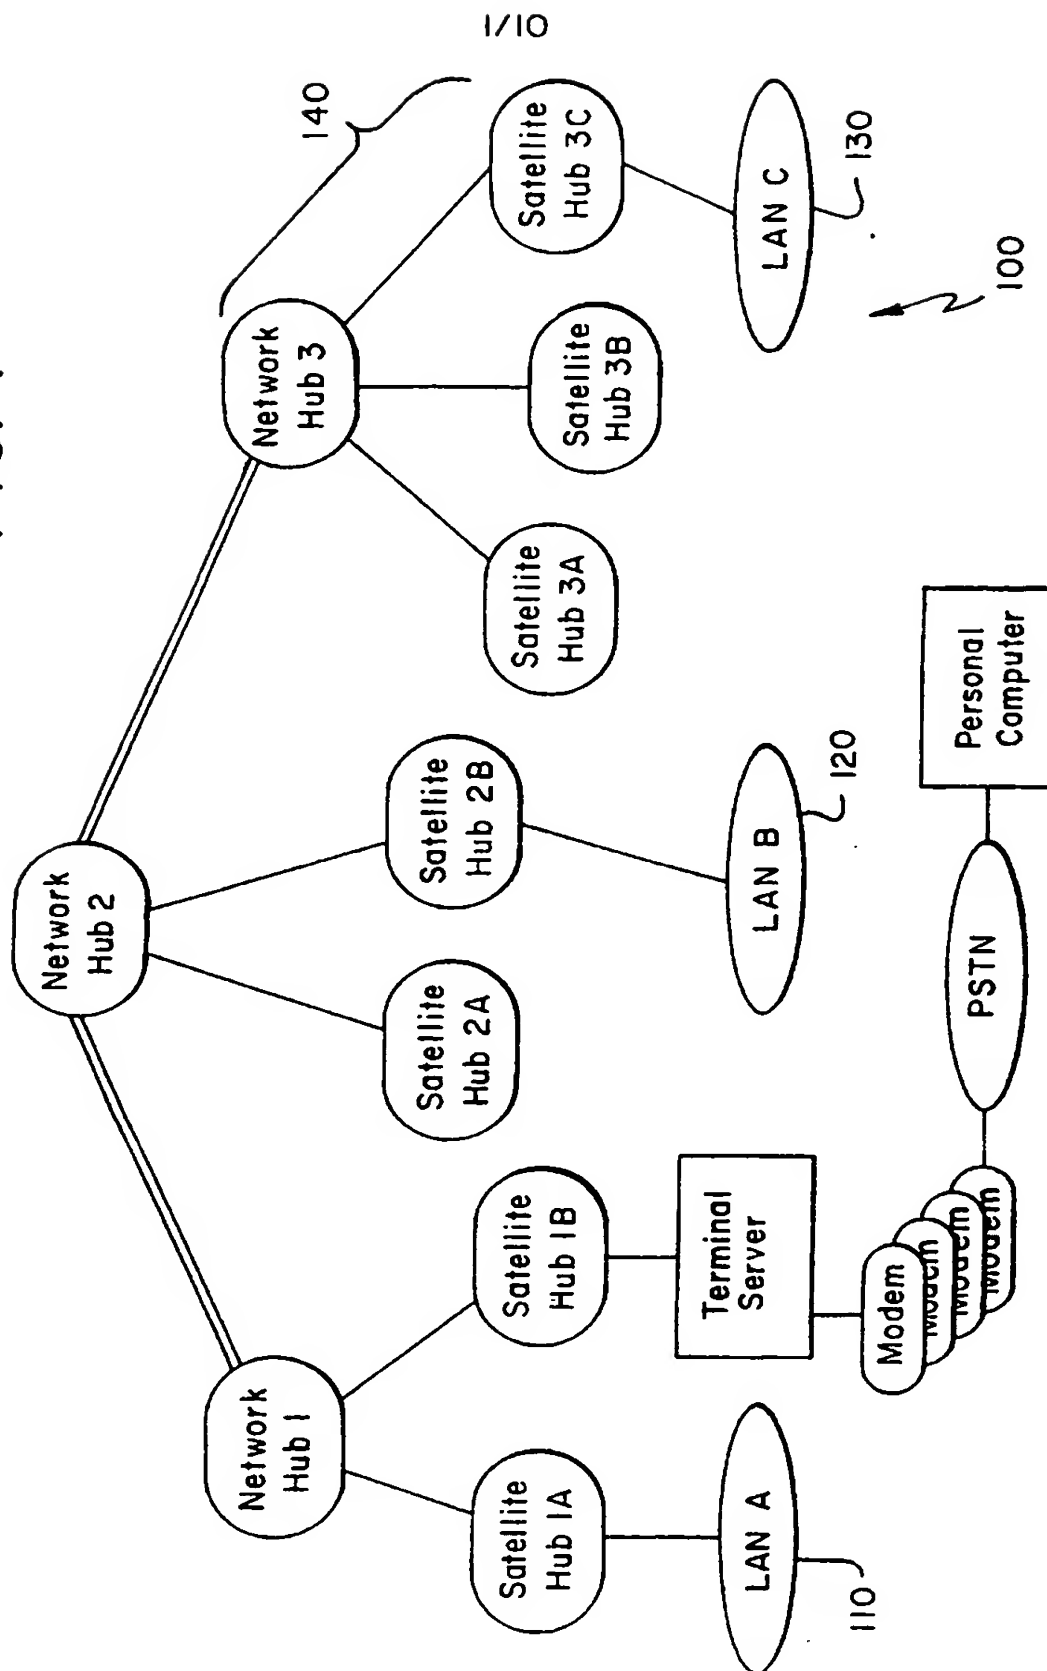 1/10
140
Network
Hub 2
Network
Hub 1
Network
Hub 3
Satellite
Hub 1A
Satellite
Hub 1B
Satellite
Hub 2A
Satellite
Hub 2B
Satellite
Hub 3A
Satellite
Hub 3B
Satellite
Hub 3C
LAN A
110
Terminal
Server
Modem
Modem
Modem
Modem
PSTN
Personal
Computer
LAN B
120
LAN C
130
100